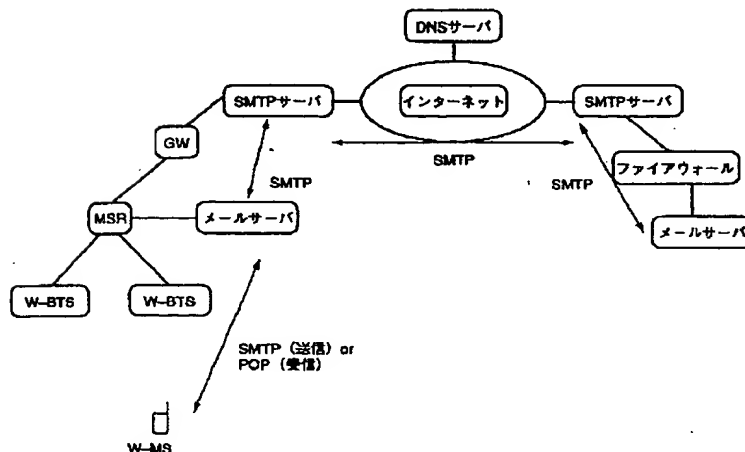 DNSサーバ
SMTPサーバ
インターネット
SMTPサーバ
GW
SMTP
SMTP
SMTP
ファイアウォール
MSR
メールサーバ
メールサーバ
W-BTS
W-BTS
SMTP (送信) or
POP (受信)
W-MS